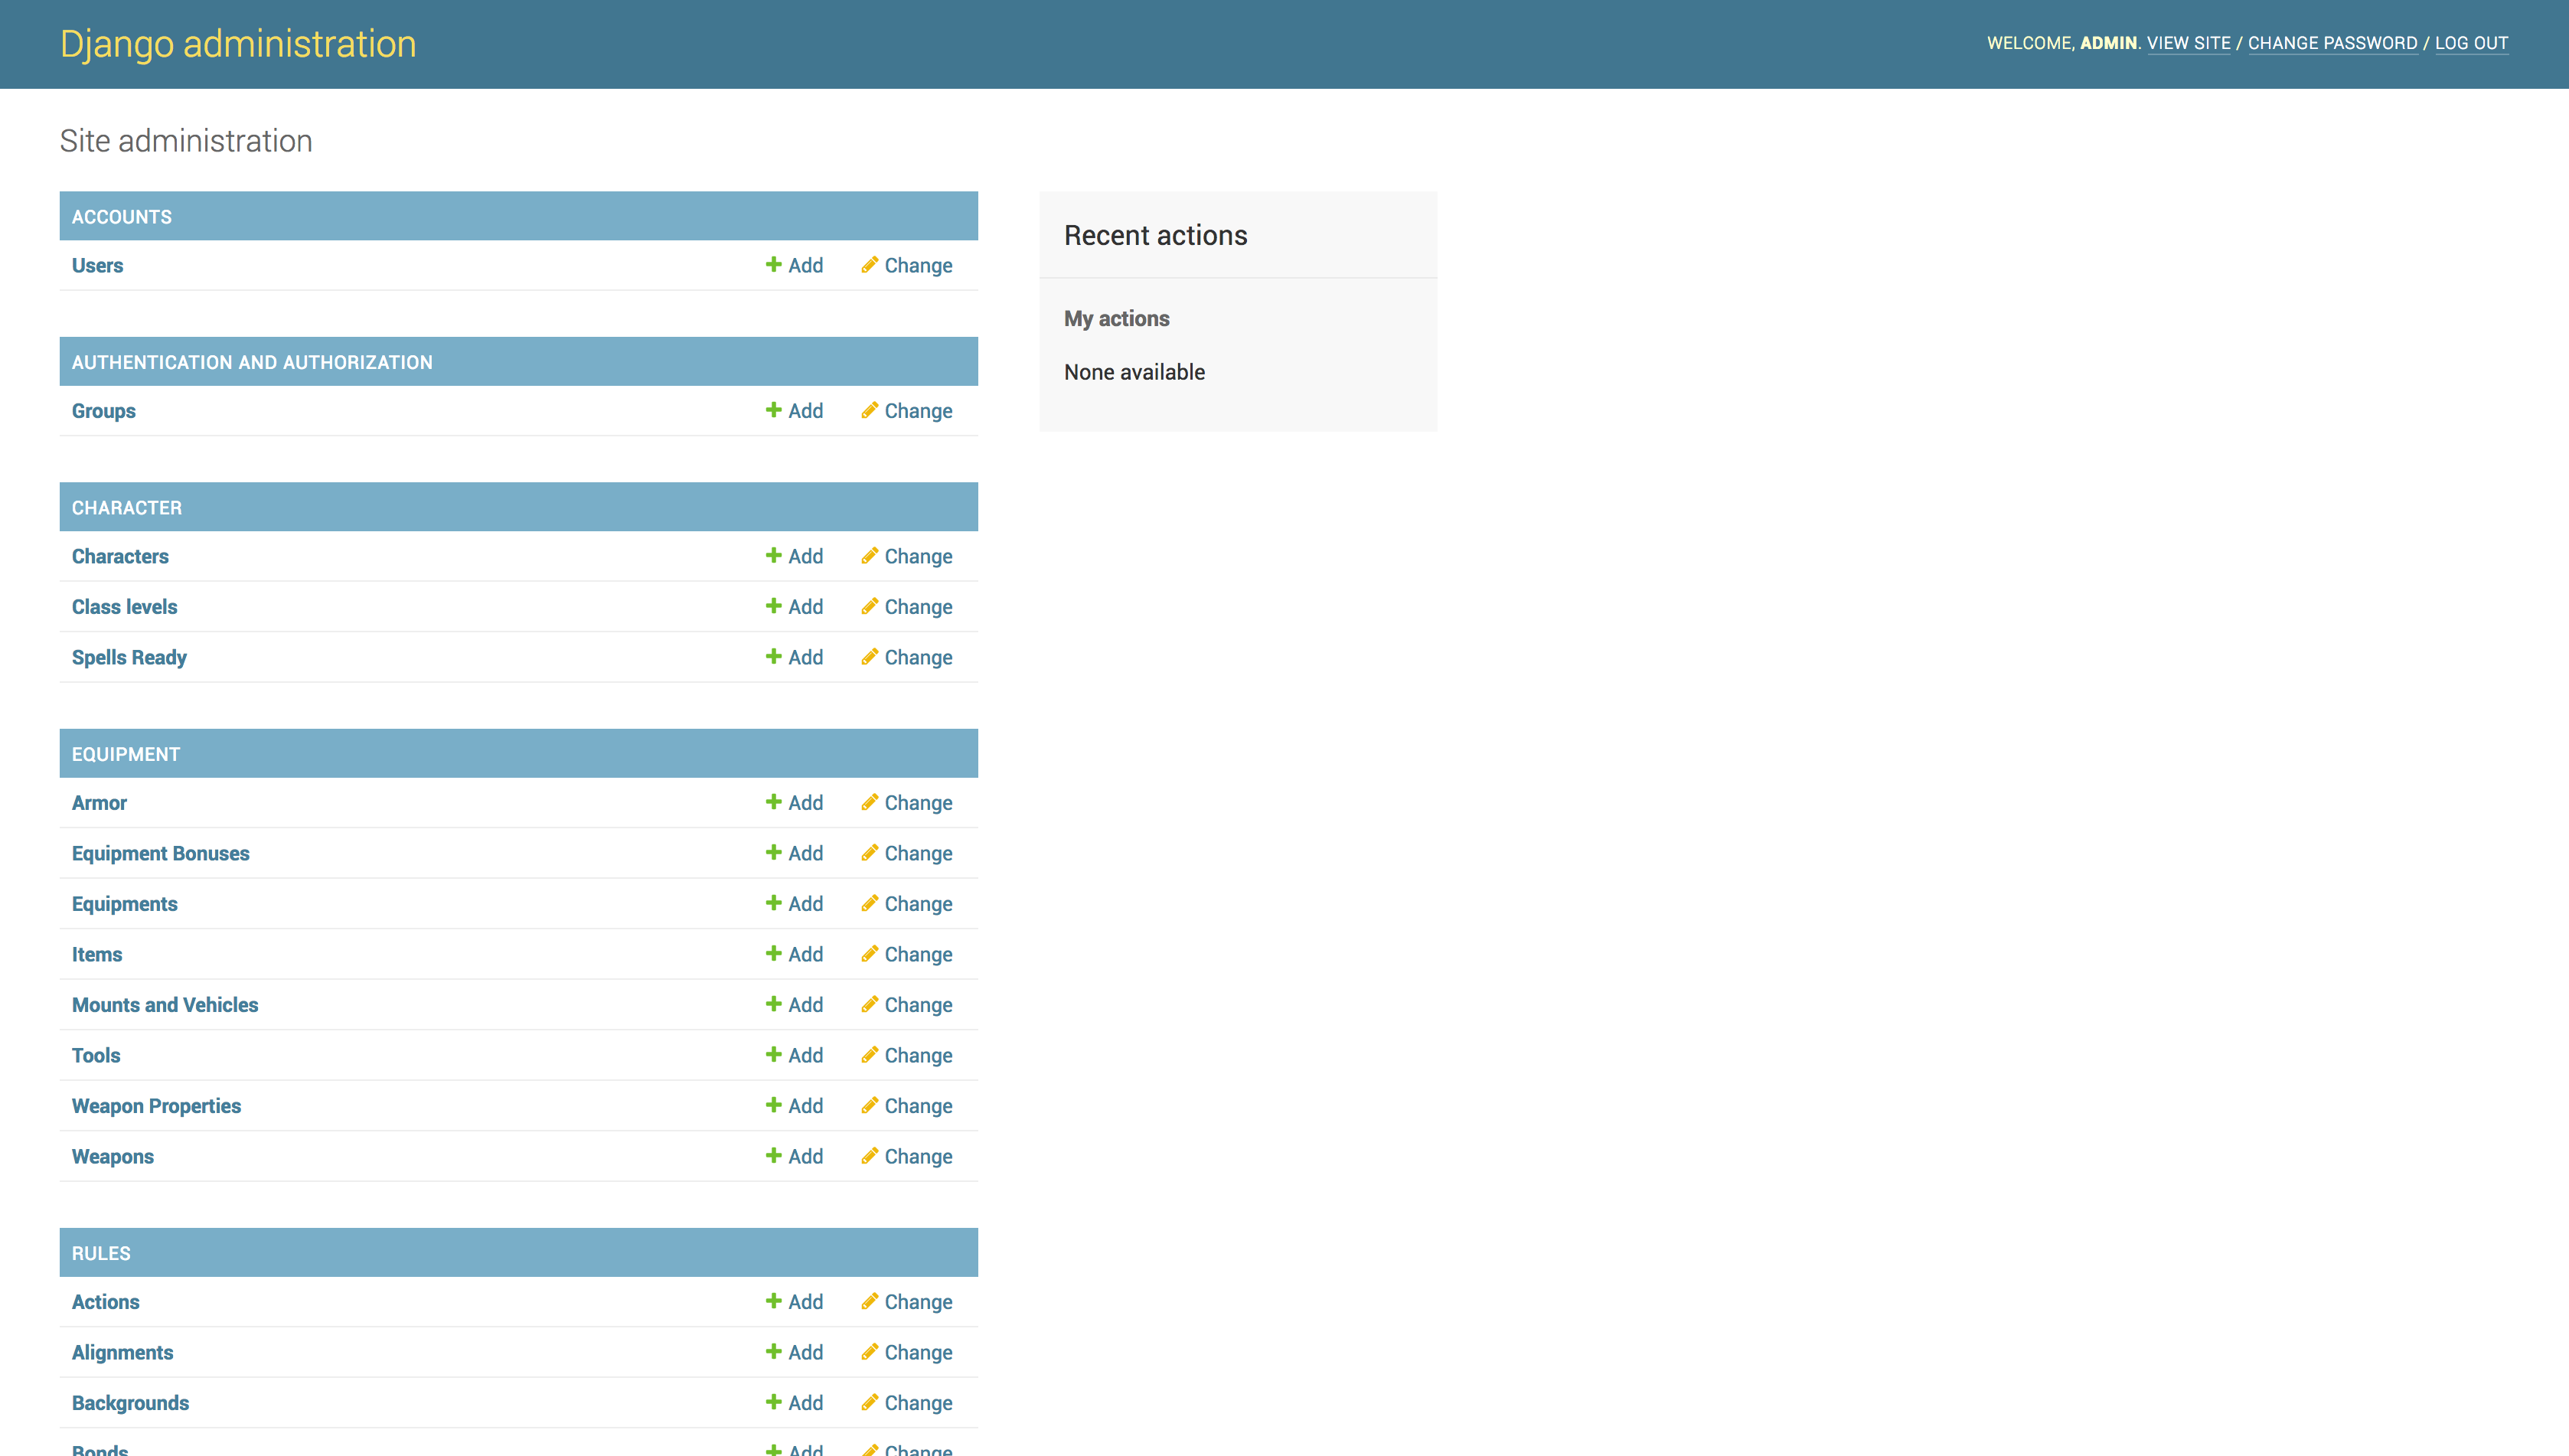 Django administration
WELCOME, ADMIN. VIEW SITE / CHANGE PASSWORD / LOG OUT
Site administration
ACCOUNTS
Users Add Change
AUTHENTICATION AND AUTHORIZATION
Groups Add Change
CHARACTER
Characters Add Change
Class levels Add Change
Spells Ready Add Change
EQUIPMENT
Armor Add Change
Equipment Bonuses Add Change
Equipments Add Change
Items Add Change
Mounts and Vehicles Add Change
Tools Add Change
Weapon Properties Add Change
Weapons Add Change
RULES
Actions Add Change
Alignments Add Change
Backgrounds Add Change
Bonds Add Change
Recent actions
My actions
None available